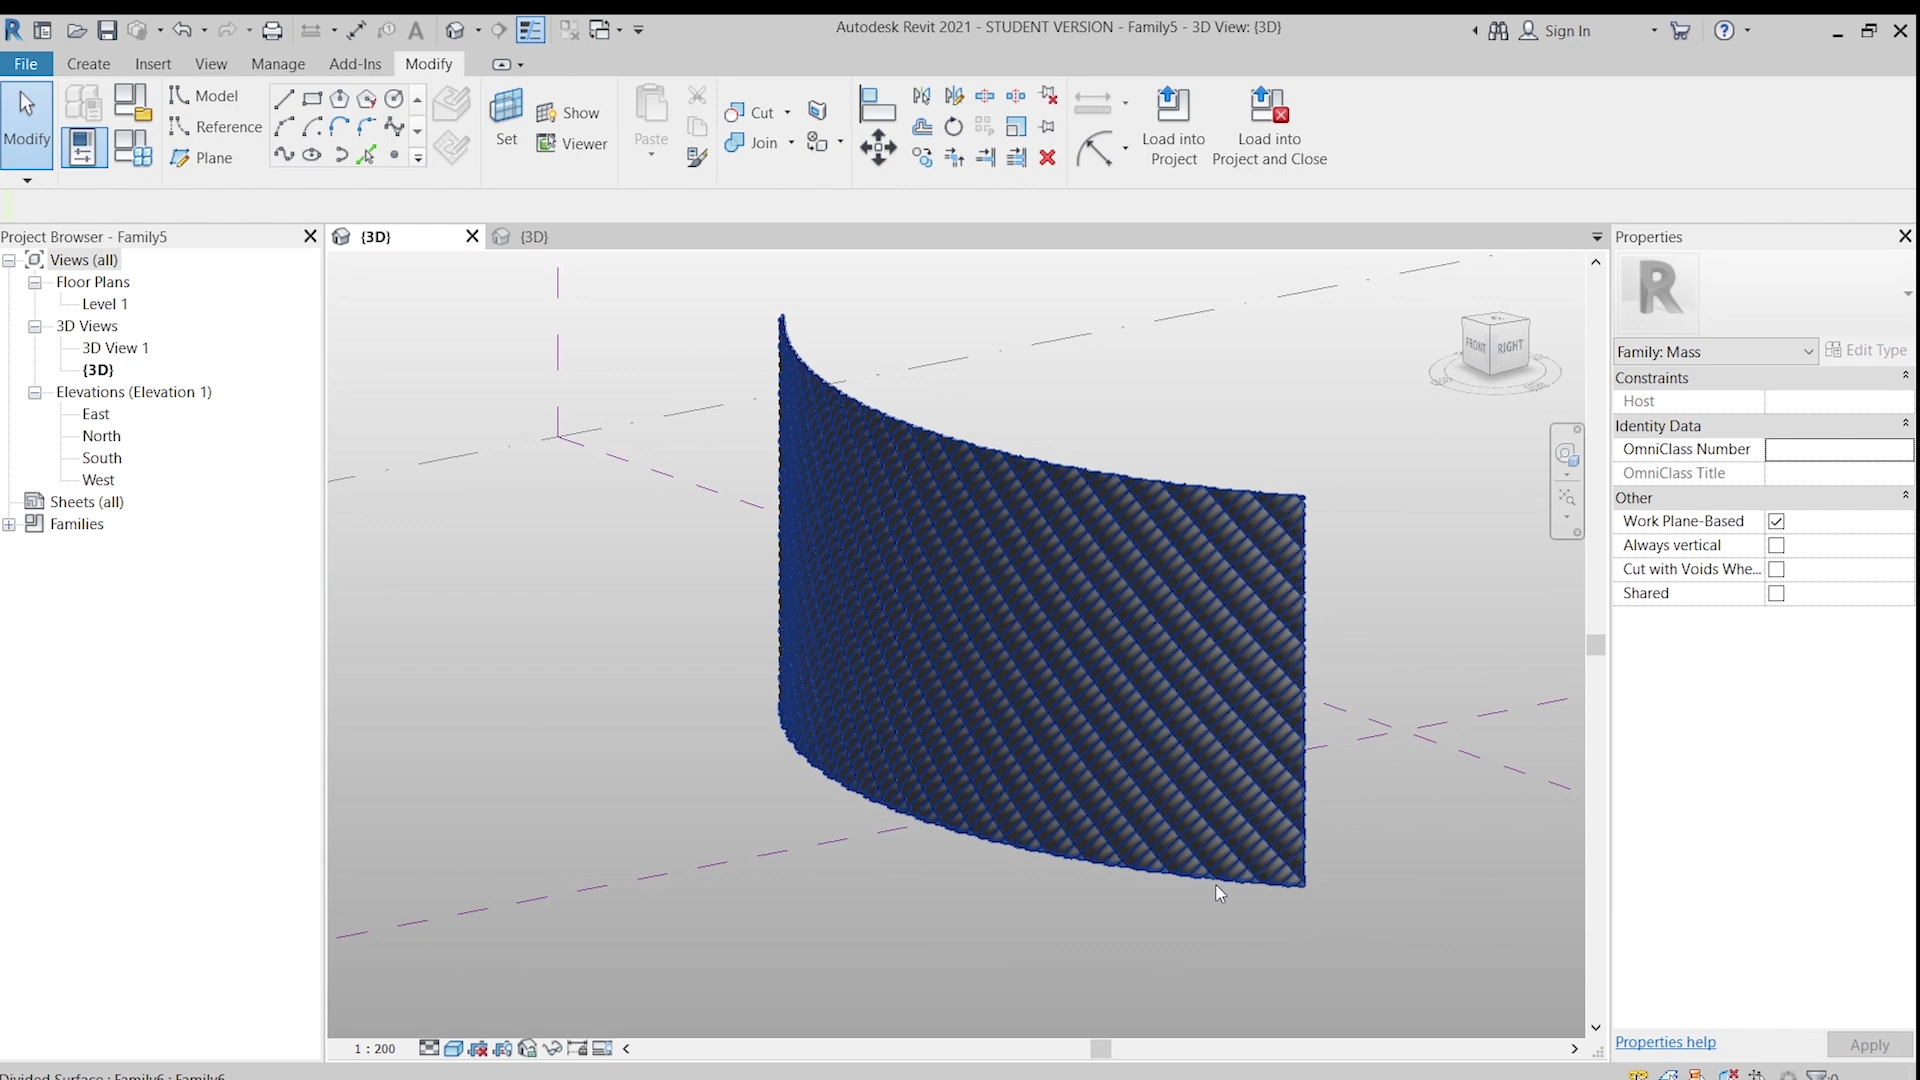 Autodesk Revit 2021 - STUDENT VERSION - Family5 - 3D View: {3D}
Sign In
File Create Insert View Manage Add-Ins Modify
Modify
Model
Reference
Plane
Set
Show
Viewer
Paste
Cut
Join
Load into
Project
Load into
Project and Close
Project Browser - Family5
Views (all)
Floor Plans
Level 1
3D Views
3D View 1
{3D}
Elevations (Elevation 1)
East
North
South
West
Sheets (all)
Families
{3D}
{3D}
FRONT
RIGHT
Properties
R
Family: Mass
Edit Type
Constraints
Host
Identity Data
OmniClass Number
OmniClass Title
Other
Work Plane-Based
Always vertical
Cut with Voids Whe...
Shared
1 : 200
Properties help
Apply
Divided Surface : Family6 : Family6
:0